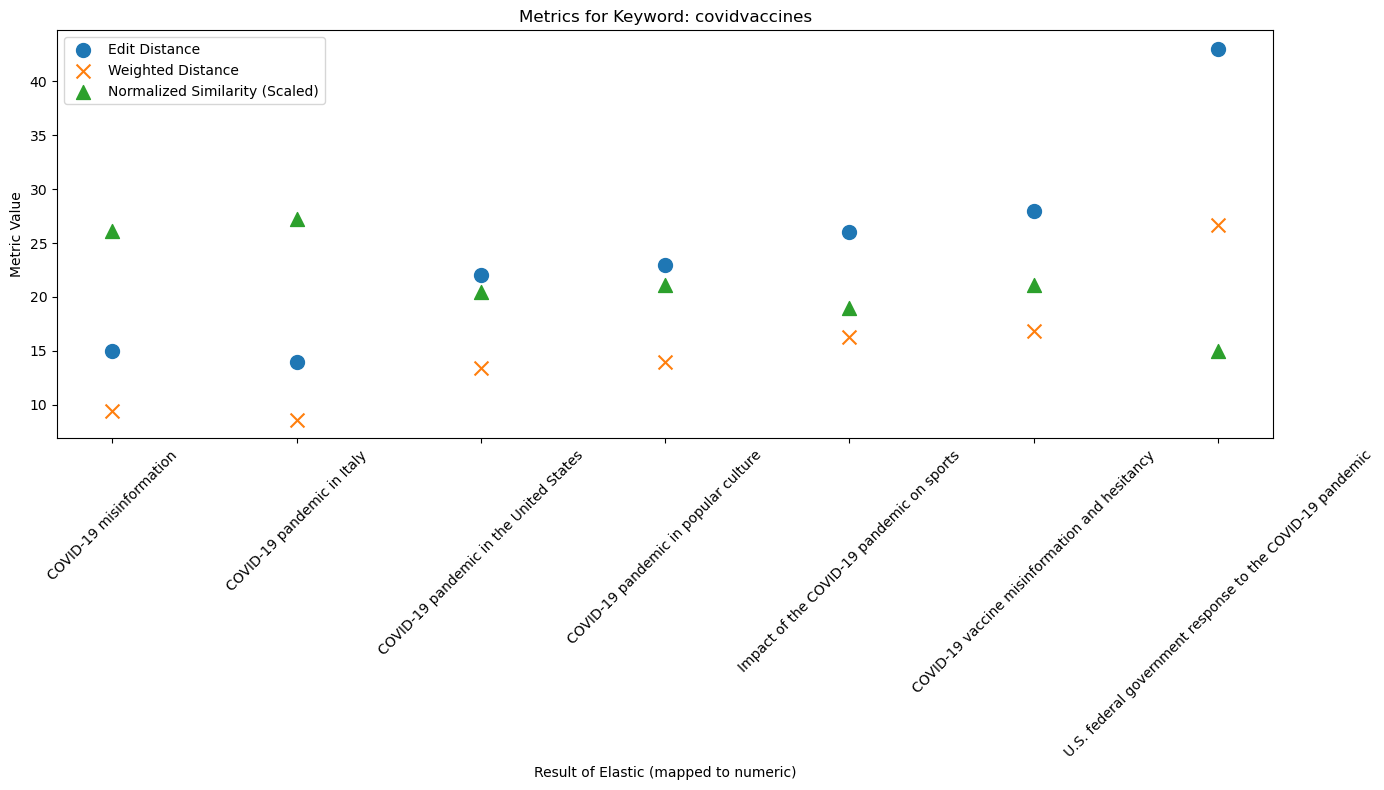 Metrics for Keyword: covidvaccines
Edit Distance
Weighted Distance
Normalized Similarity (Scaled)
Metric Value
40
35
30
25
20
15
10
COVID-19 misinformation
COVID-19 pandemic in Italy
COVID-19 pandemic in the United States
COVID-19 pandemic in popular culture
Impact of the COVID-19 pandemic on sports
COVID-19 vaccine misinformation and hesitancy
U.S. federal government response to the COVID-19 pandemic
Result of Elastic (mapped to numeric)